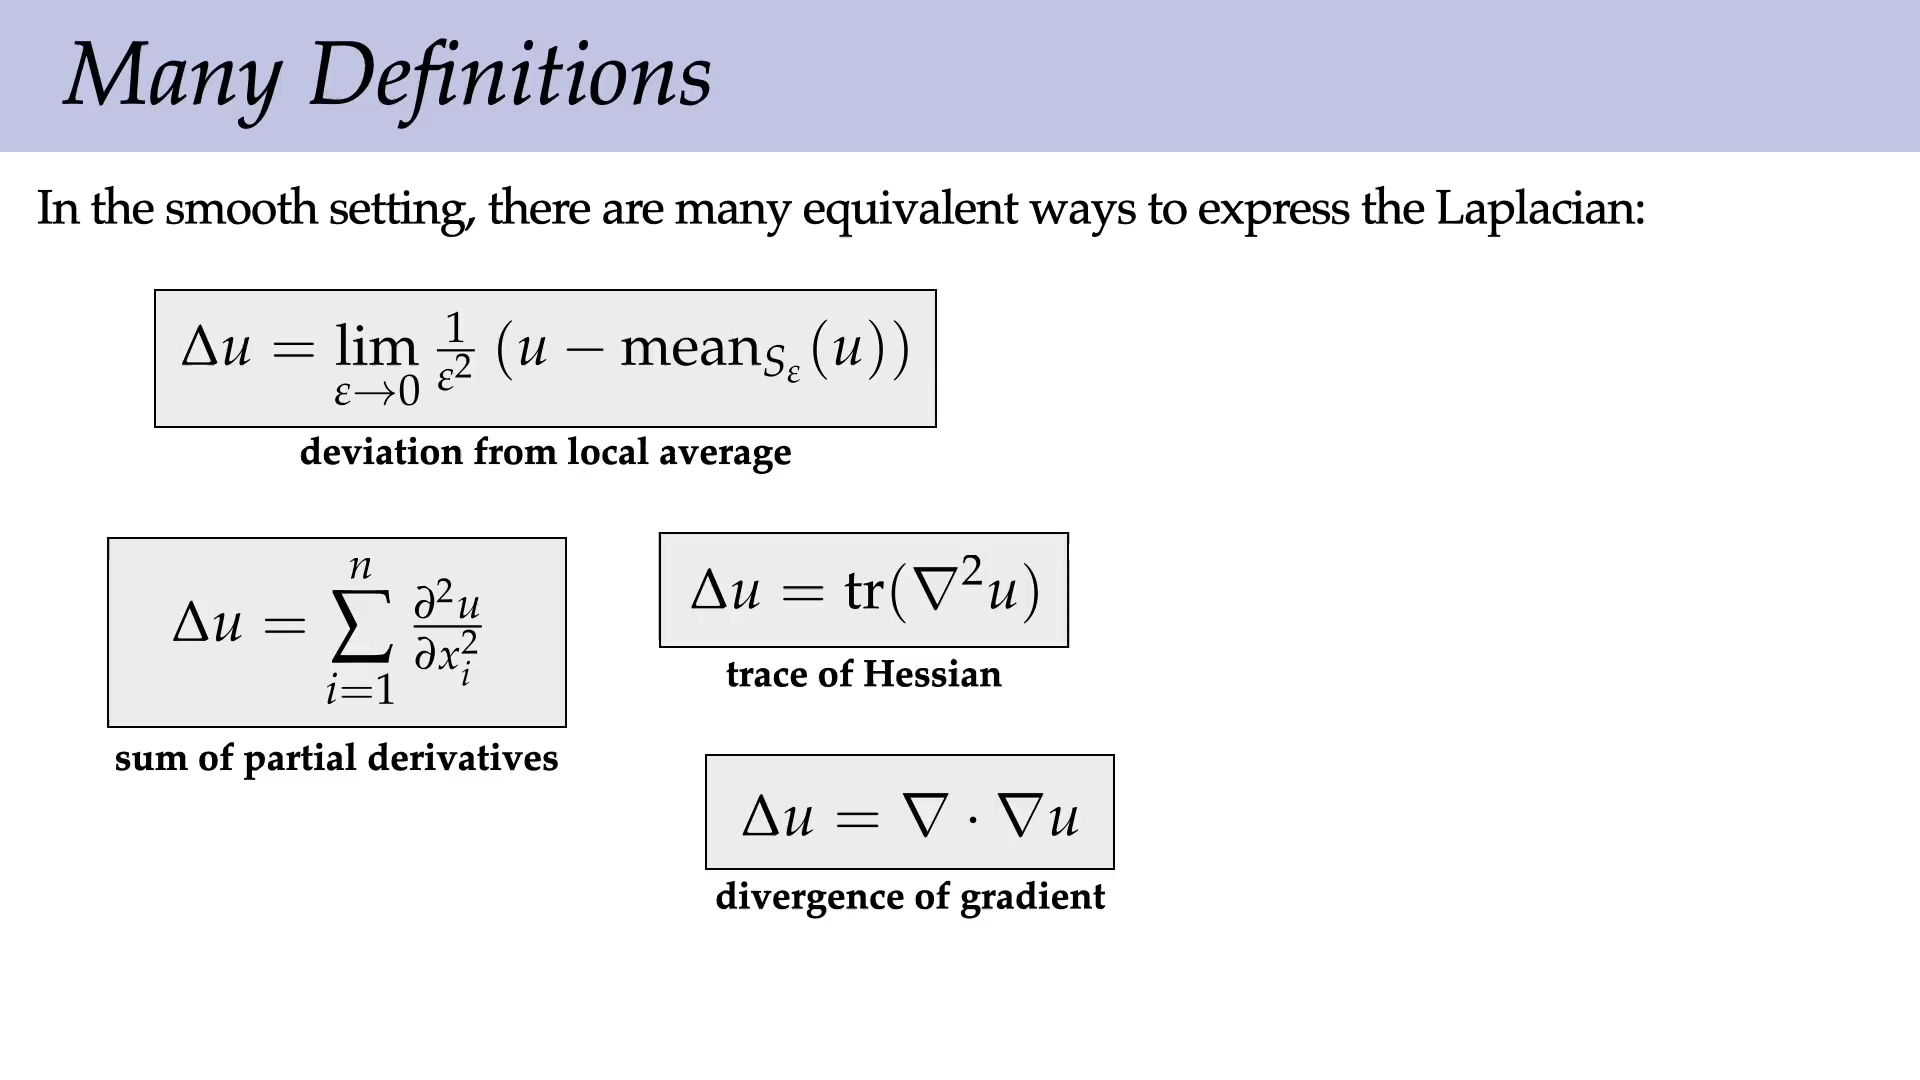 Many Definitions
In the smooth setting, there are many equivalent ways to express the Laplacian:
Δu = lim_{ε→0} 1/ε² (u − mean_{S_ε}(u))
deviation from local average
Δu = ∑_{i=1}^{n} ∂²u/∂x_i²
sum of partial derivatives
Δu = tr(∇²u)
trace of Hessian
Δu = ∇ · ∇u
divergence of gradient